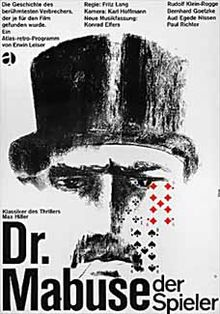 Die Geschichte des
berühmtesten Verbrechers,
der je für den Film
gefunden wurde.
Ein
Atlas-retro-Programm
von Erwin Leiser
a
Regie: Fritz Lang
Kamera: Karl Hoffmann
Neue Musikfassung:
Konrad Elfers
Rudolf Klein-Rogge
Bernhard Goetzke
Aud Egede Nissen
Paul Richter
Klassiker des Thrillers
Max Hiller
Dr.
Mabuse der
Spieler